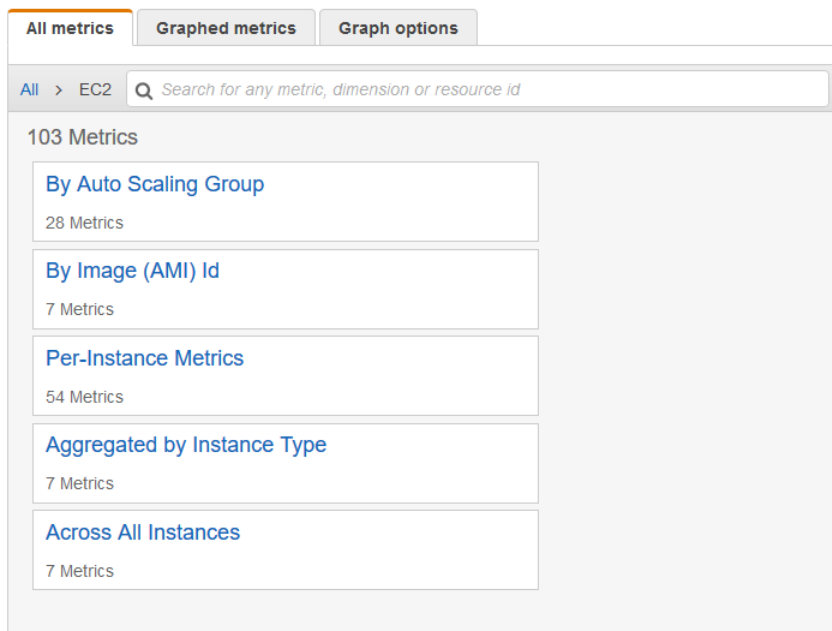 All metrics Graphed metrics Graph options
All > EC2 Search for any metric, dimension or resource id
103 Metrics
By Auto Scaling Group
28 Metrics
By Image (AMI) Id
7 Metrics
Per-Instance Metrics
54 Metrics
Aggregated by Instance Type
7 Metrics
Across All Instances
7 Metrics